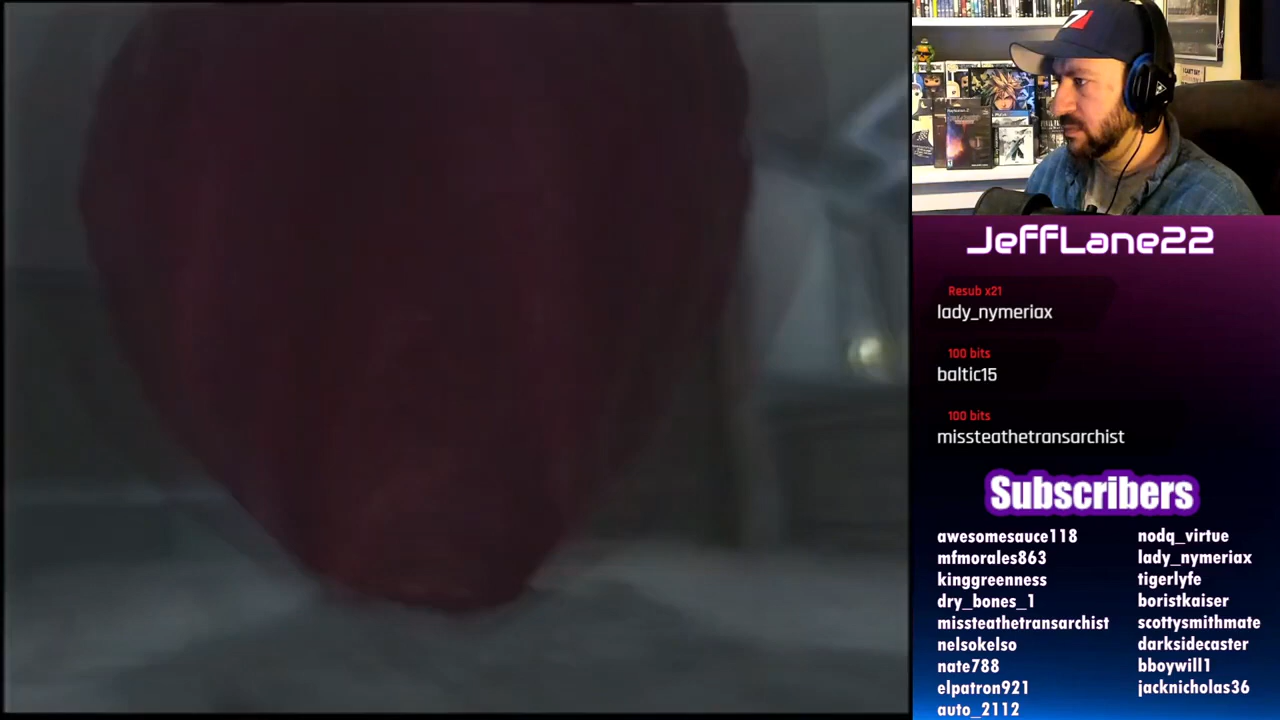 JeffLane22
Resub x21
lady_nymeriax
100 bits
baltic15
100 bits
missteathetransarchist
Subscribers
awesomesauce118
mfmorales863
kinggreenness
dry_bones_1
missteathetransarchist
nelsokelso
nate788
elpatron921
auto_2112
nodq_virtue
lady_nymeriax
tigerlyfe
boristkaiser
scottysmithmate
darksidecaster
bboywill1
jacknicholas36